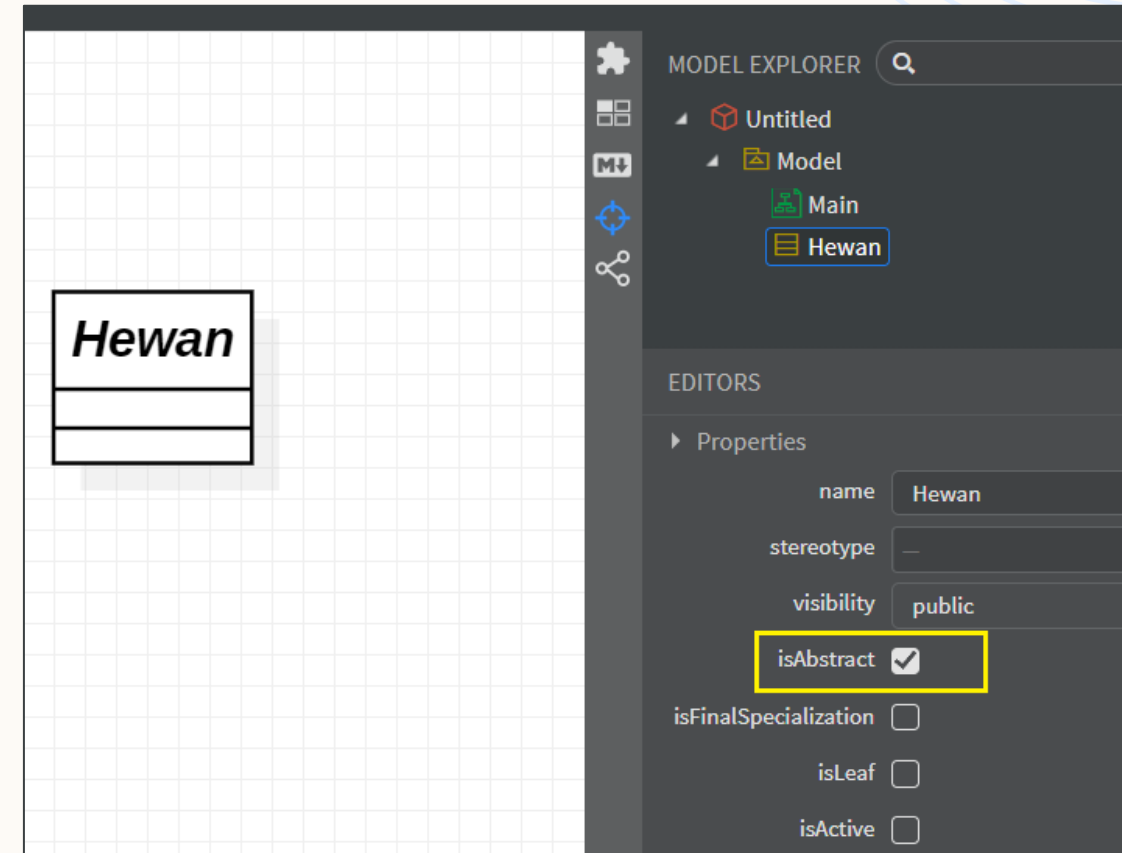 Hewan
MODEL EXPLORER
Untitled
Model
Main
Hewan
EDITORS
Properties
name Hewan
stereotype —
visibility public
isAbstract
isFinalSpecialization
isLeaf
isActive